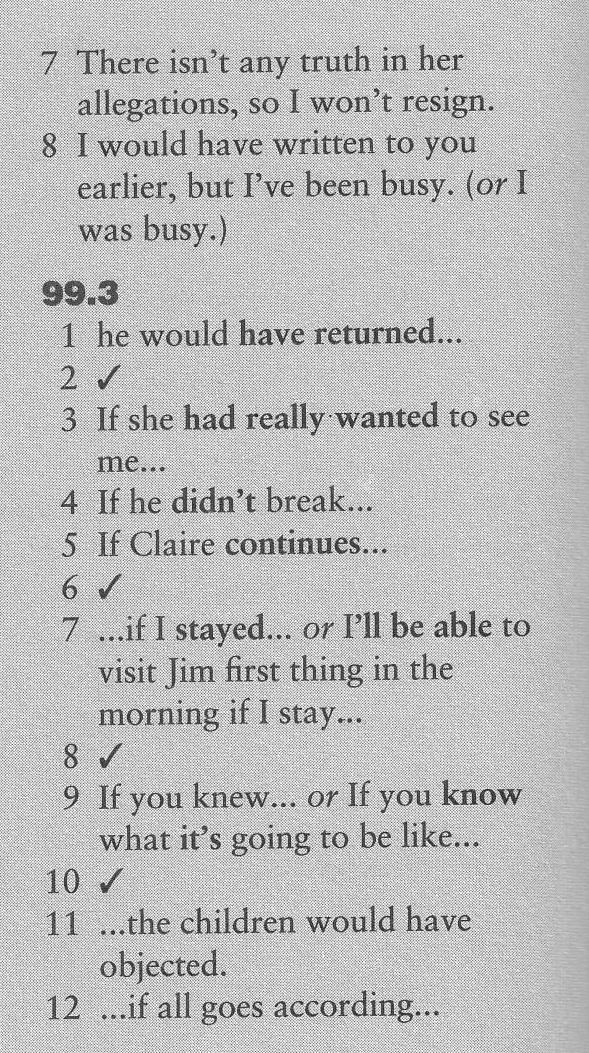 7 There isn't any truth in her
allegations, so I won't resign.
8 I would have written to you
earlier, but I've been busy. (or I
was busy.)
99.3
1 he would have returned...
2 ✓
3 If she had really wanted to see
me...
4 If he didn't break...
5 If Claire continues...
6 ✓
7 ...if I stayed... or I'll be able to
visit Jim first thing in the
morning if I stay...
8 ✓
9 If you knew... or If you know
what it's going to be like...
10 ✓
11 ...the children would have
objected.
12 ...if all goes according...